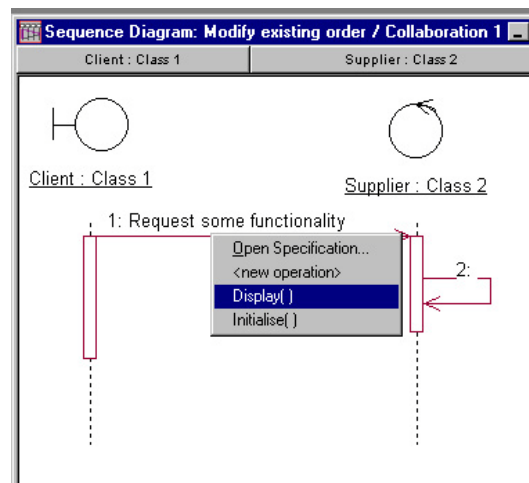 Sequence Diagram: Modify existing order / Collaboration 1
Client : Class 1
Supplier : Class 2
Client : Class 1
Supplier : Class 2
1: Request some functionality
Open Specification...
<new operation>
Display( )
Initialise( )
2: